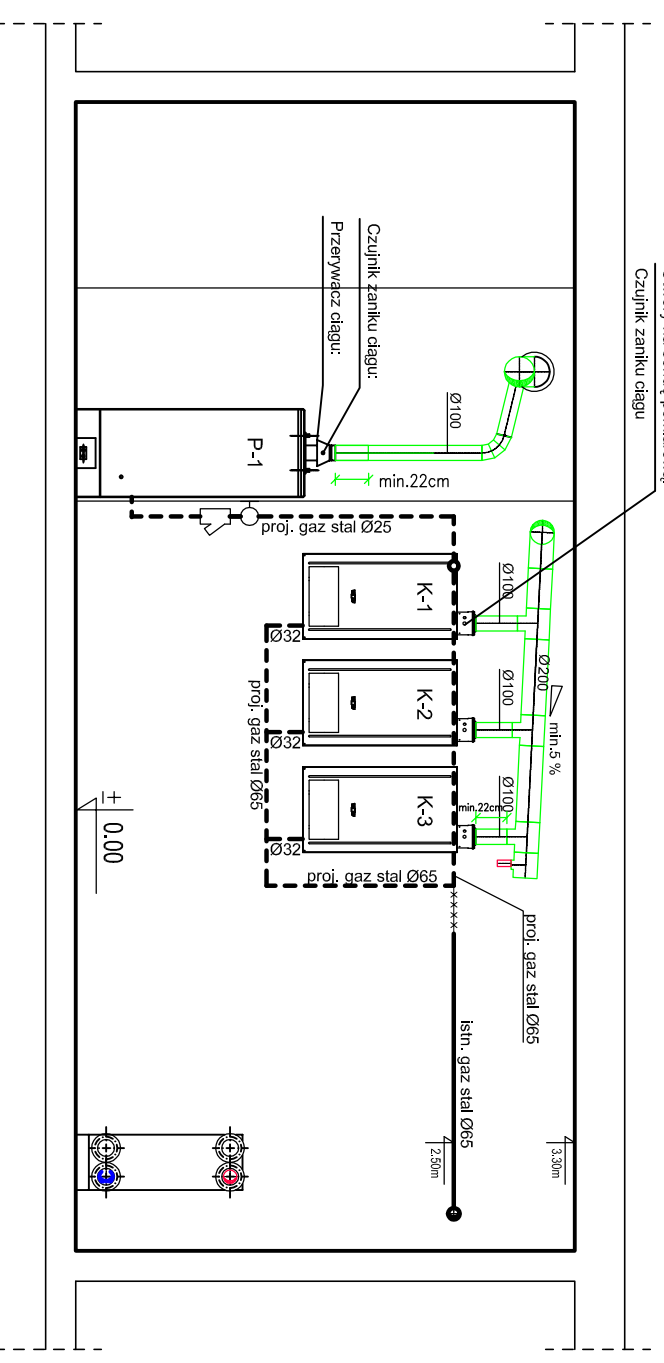 Czujnik zaniku ciągu
Czujnik zaniku ciągu:
Przerywacz ciągu:
Ø100
P-1
min.22cm
proj. gaz stal Ø25
K-1
Ø100
Ø32
Ø200
min.5 %
K-2
Ø100
Ø32
proj. gaz stal Ø65
K-3
Ø100
min.22cm
Ø32
proj. gaz stal Ø65
± 0.00
proj. gaz stal Ø65
istn. gaz stal Ø65
2.50m
3.30m